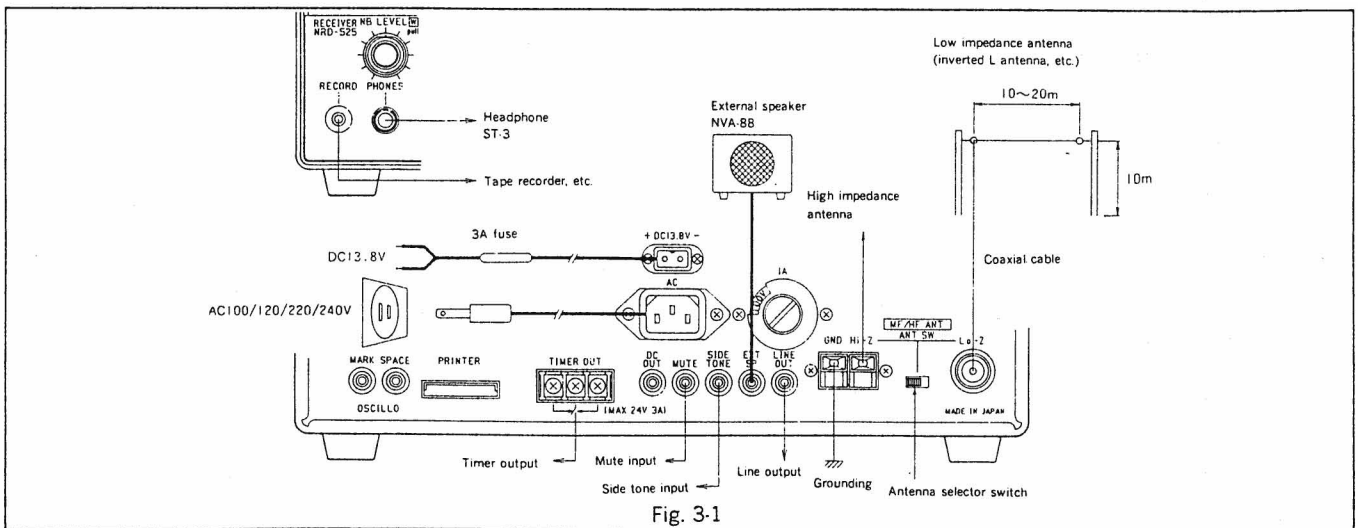 RECEIVER NB LEVEL W
NRD-525 pull
RECORD PHONES
Headphone
ST-3
Tape recorder, etc.
External speaker
NVA-88
Low impedance antenna
(inverted L antenna, etc.)
10~20m
10m
High impedance
antenna
Coaxial cable
3A fuse
DC13.8V
+ DC13.8V -
AC
AC100/120/220/240V
1A
100V
MF/HF ANT
ANT SW
GND Hi-Z
Lo-Z
MARK SPACE
OSCILLO
PRINTER
TIMER OUT
(MAX 24V 3A)
DC
OUT
MUTE
SIDE
TONE
EXT
SP
LINE
OUT
MADE IN JAPAN
Timer output
Mute input
Side tone input
Line output
Grounding
Antenna selector switch
Fig. 3-1